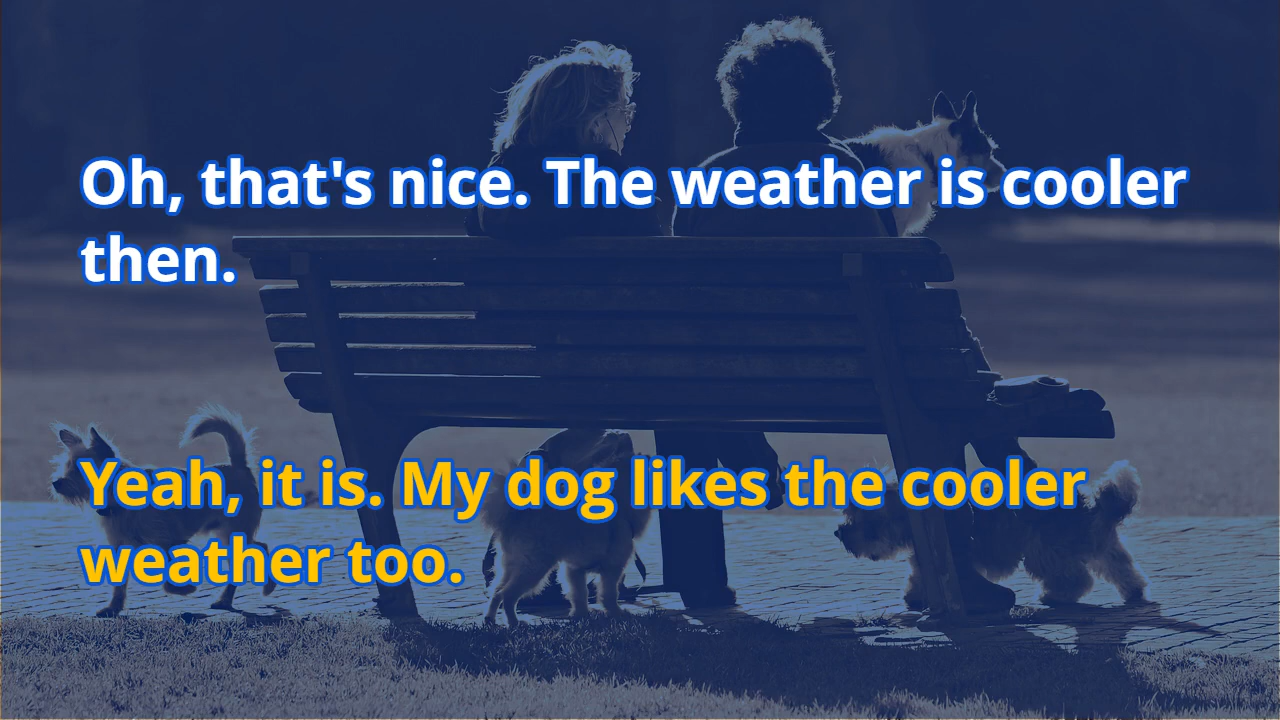 Oh, that's nice. The weather is cooler
then.
Yeah, it is. My dog likes the cooler
weather too.